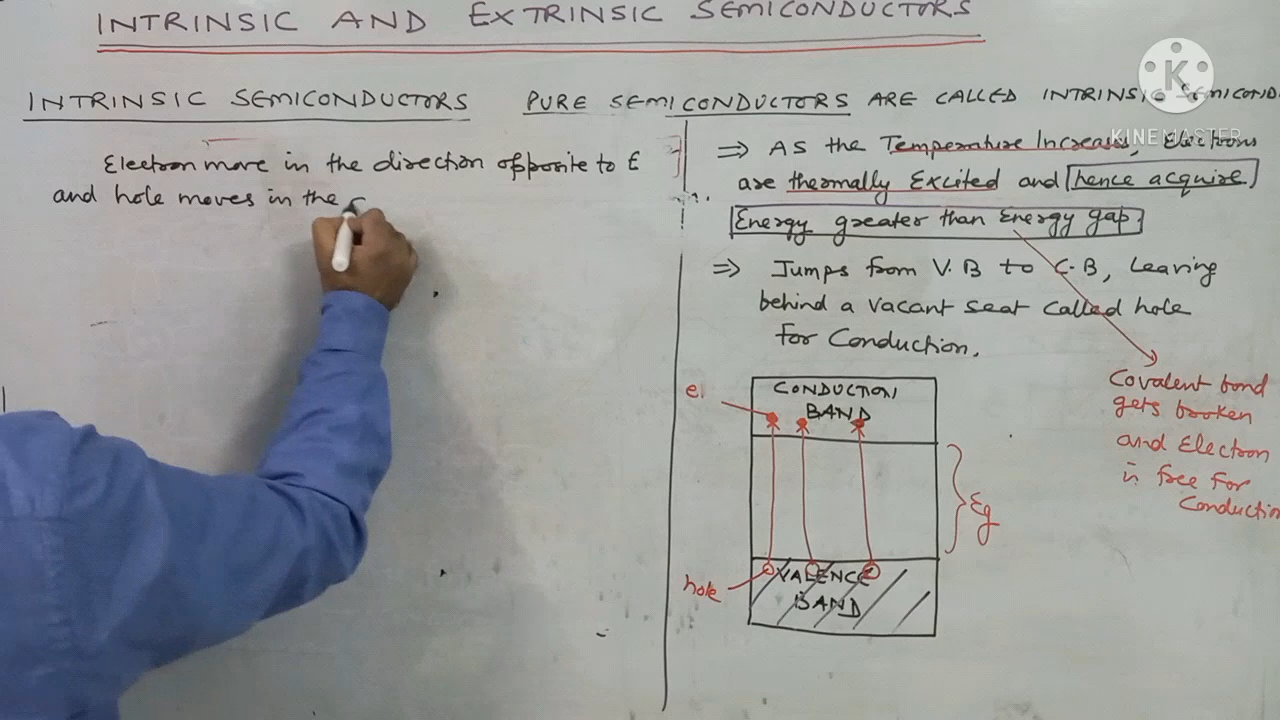 INTRINSIC AND EXTRINSIC SEMICONDUCTORS
INTRINSIC SEMICONDUCTORS PURE SEMICONDUCTORS ARE CALLED INTRINSIC SEMICOND
K
KINEMASTER
Electron move in the direction opposite to E
and hole moves in the
⇒ As the Temperature Increases, Electrons
are thermally Excited and hence acquire
Energy greater than Energy gap.
⇒ Jumps from V.B to C.B, Leaving
behind a vacant seat called hole
for Conduction.
CONDUCTION
BAND
el
Eg
hole
VALENCE
BAND
Covalent bond
gets broken
and Electron
is free for
Conduction